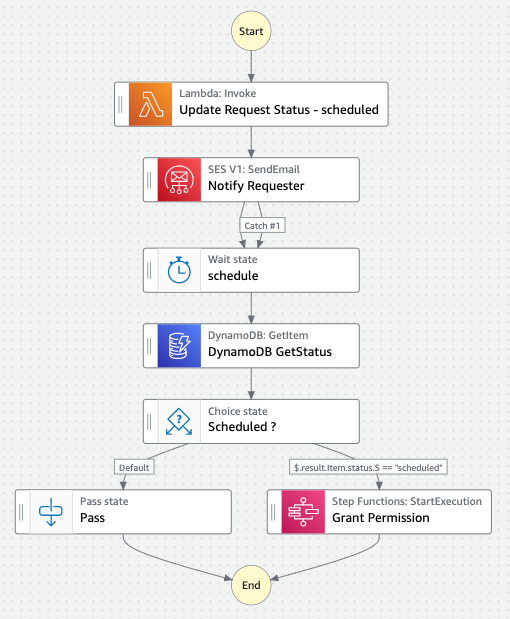 Start
Lambda: Invoke
Update Request Status - scheduled
SES V1: SendEmail
Notify Requester
Catch #1
Wait state
schedule
DynamoDB: GetItem
DynamoDB GetStatus
Choice state
Scheduled ?
Default
$.result.Item.status.S == "scheduled"
Pass state
Pass
Step Functions: StartExecution
Grant Permission
End